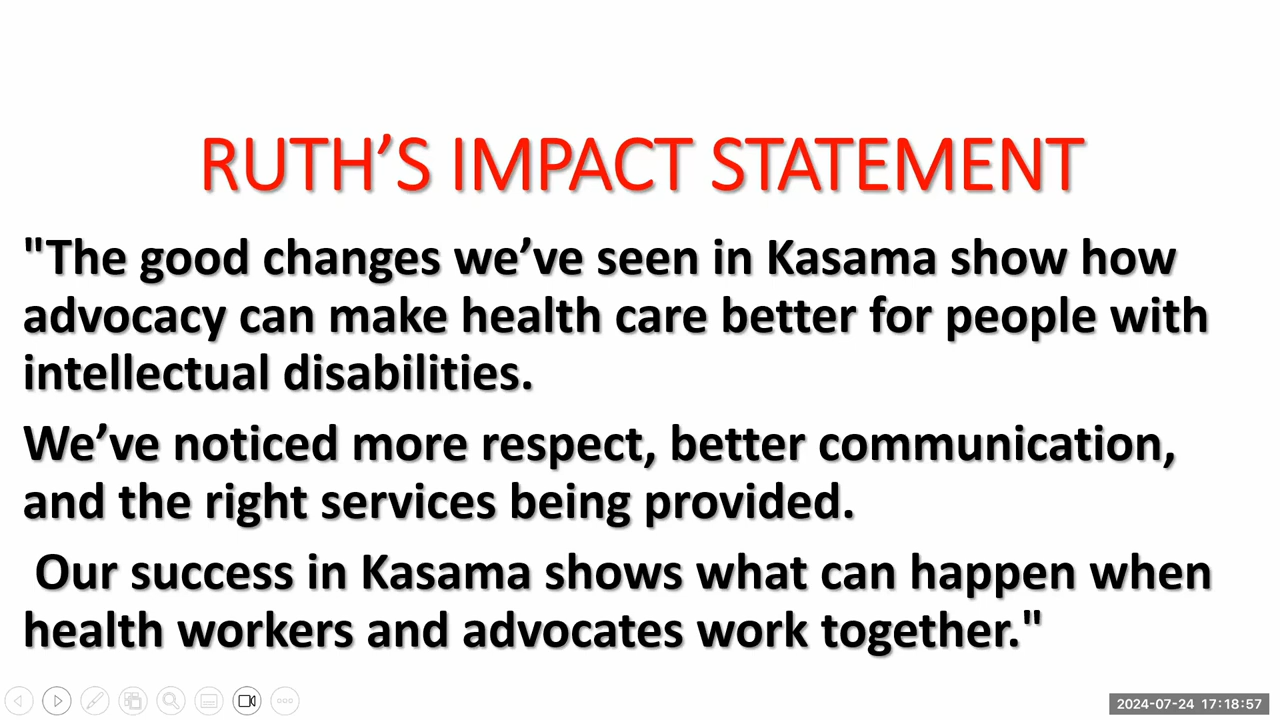 RUTH’S IMPACT STATEMENT
"The good changes we’ve seen in Kasama show how
advocacy can make health care better for people with
intellectual disabilities.
We’ve noticed more respect, better communication,
and the right services being provided.
Our success in Kasama shows what can happen when
health workers and advocates work together."
2024-07-24 17:18:57